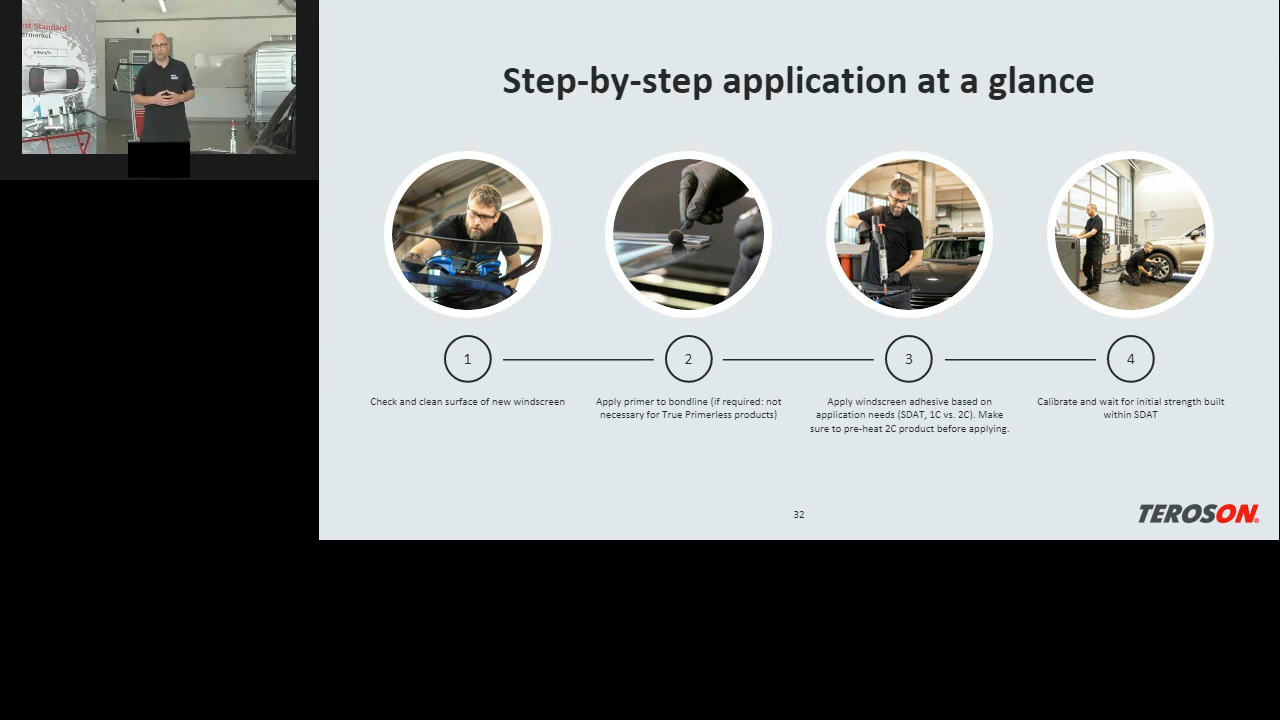 Step-by-step application at a glance
1
2
3
4
Check and clean surface of new windscreen
Apply primer to bondline (if required: not
necessary for True Primerless products)
Apply windscreen adhesive based on
application needs (SDAT, 1C vs. 2C). Make
sure to pre-heat 2C product before applying.
Calibrate and wait for initial strength built
within SDAT
32
TEROSON®